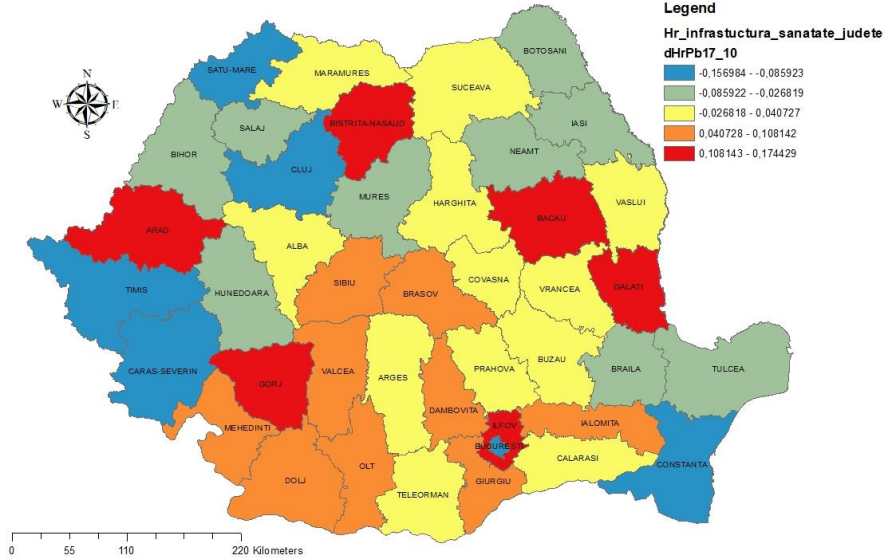 Legend
Hr_infrastuctura_sanatate_judete
dHrPb17_10
-0,156984 - -0,085923
-0,085922 - -0,026819
-0,026818 - 0,040727
0,040728 - 0,108142
0,108143 - 0,174429
N
W E
S
BOTOSANI
SATU-MARE
MARAMURES
SUCEAVA
SALAJ
BISTRITA-NASAUD
IASI
BIHOR
NEAMT
CLUJ
MURES
HARGHITA
BACAU
VASLUI
ARAD
ALBA
TIMIS
HUNEDOARA
SIBIU
BRASOV
COVASNA
VRANCEA
GALATI
CARAS-SEVERIN
GORJ
VALCEA
ARGES
PRAHOVA
BUZAU
BRAILA
TULCEA
MEHEDINTI
DAMBOVITA
ILFOV
IALOMITA
BUCURESTI
CALARASI
CONSTANTA
DOLJ
OLT
TELEORMAN
GIURGIU
0 55 110 220 Kilometers